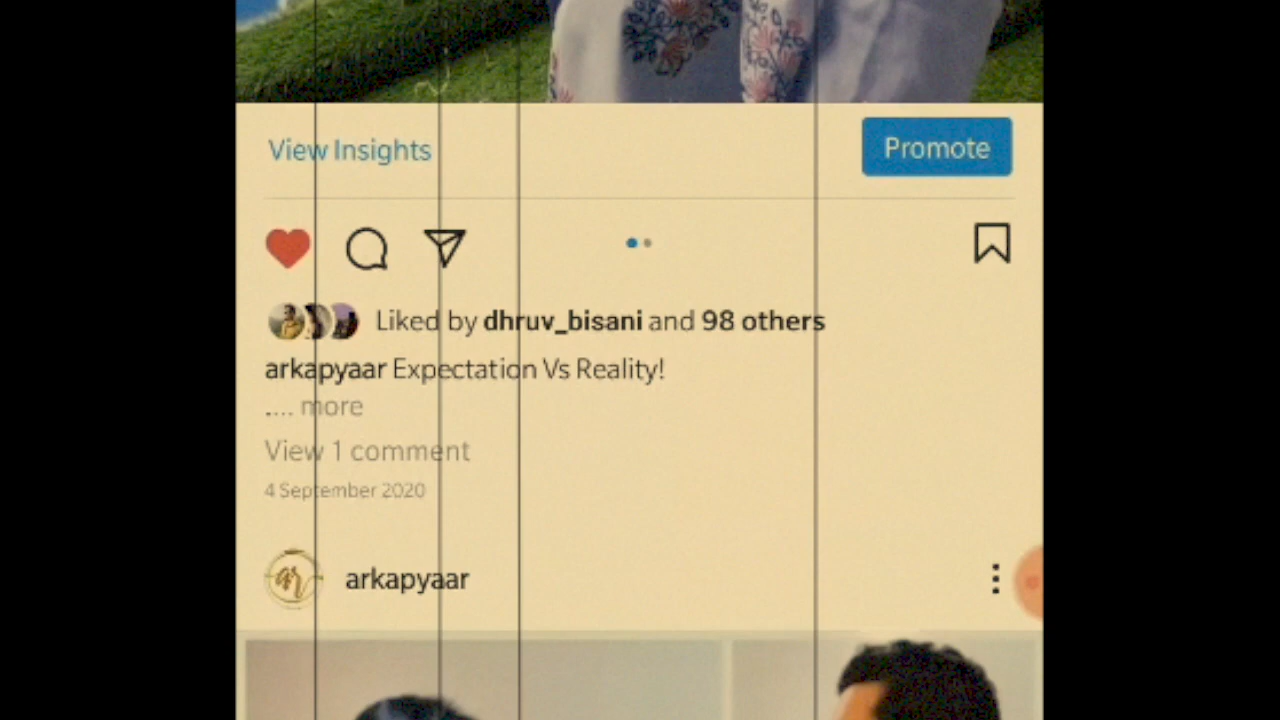 View Insights
Promote
Liked by dhruv_bisani and 98 others
arkapyaar Expectation Vs Reality!
.... more
View 1 comment
4 September 2020
arkapyaar